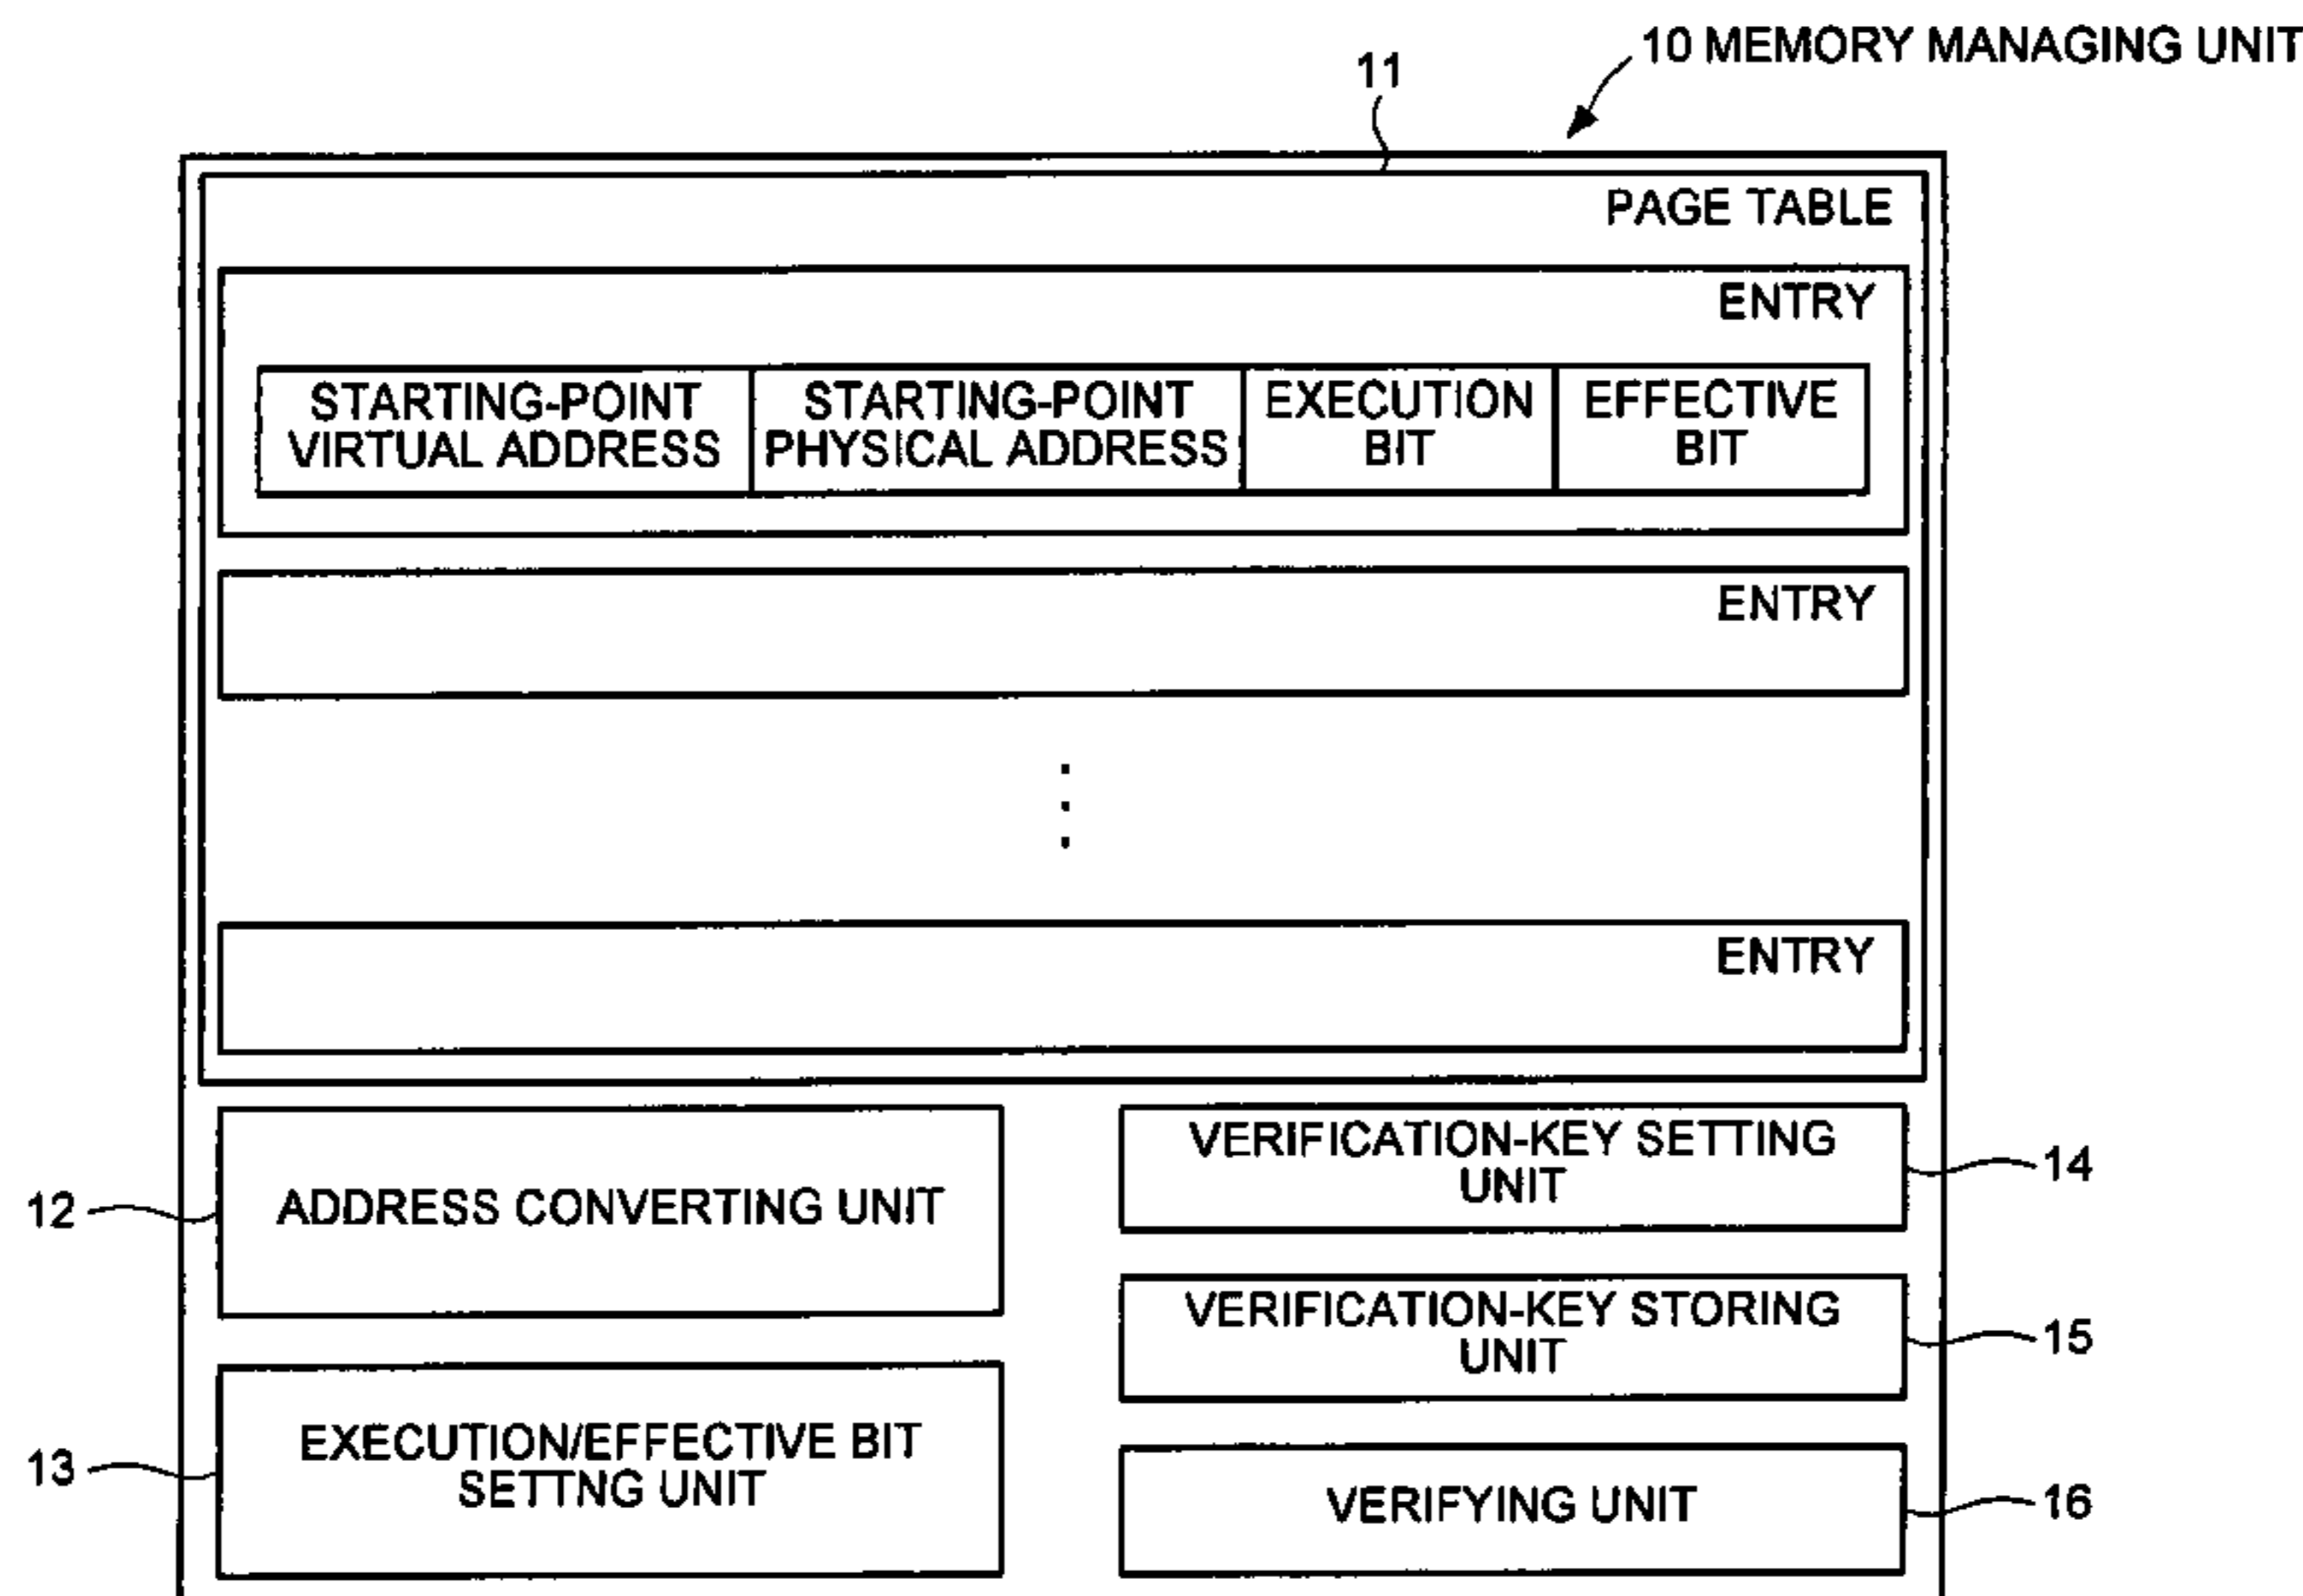 10 MEMORY MANAGING UNIT
11
PAGE TABLE
ENTRY
STARTING-POINT
VIRTUAL ADDRESS
STARTING-POINT
PHYSICAL ADDRESS
EXECUTION
BIT
EFFECTIVE
BIT
ENTRY
ENTRY
12
ADDRESS CONVERTING UNIT
VERIFICATION-KEY SETTING
UNIT
14
VERIFICATION-KEY STORING
UNIT
15
13
EXECUTION/EFFECTIVE BIT
SETTNG UNIT
VERIFYING UNIT
16